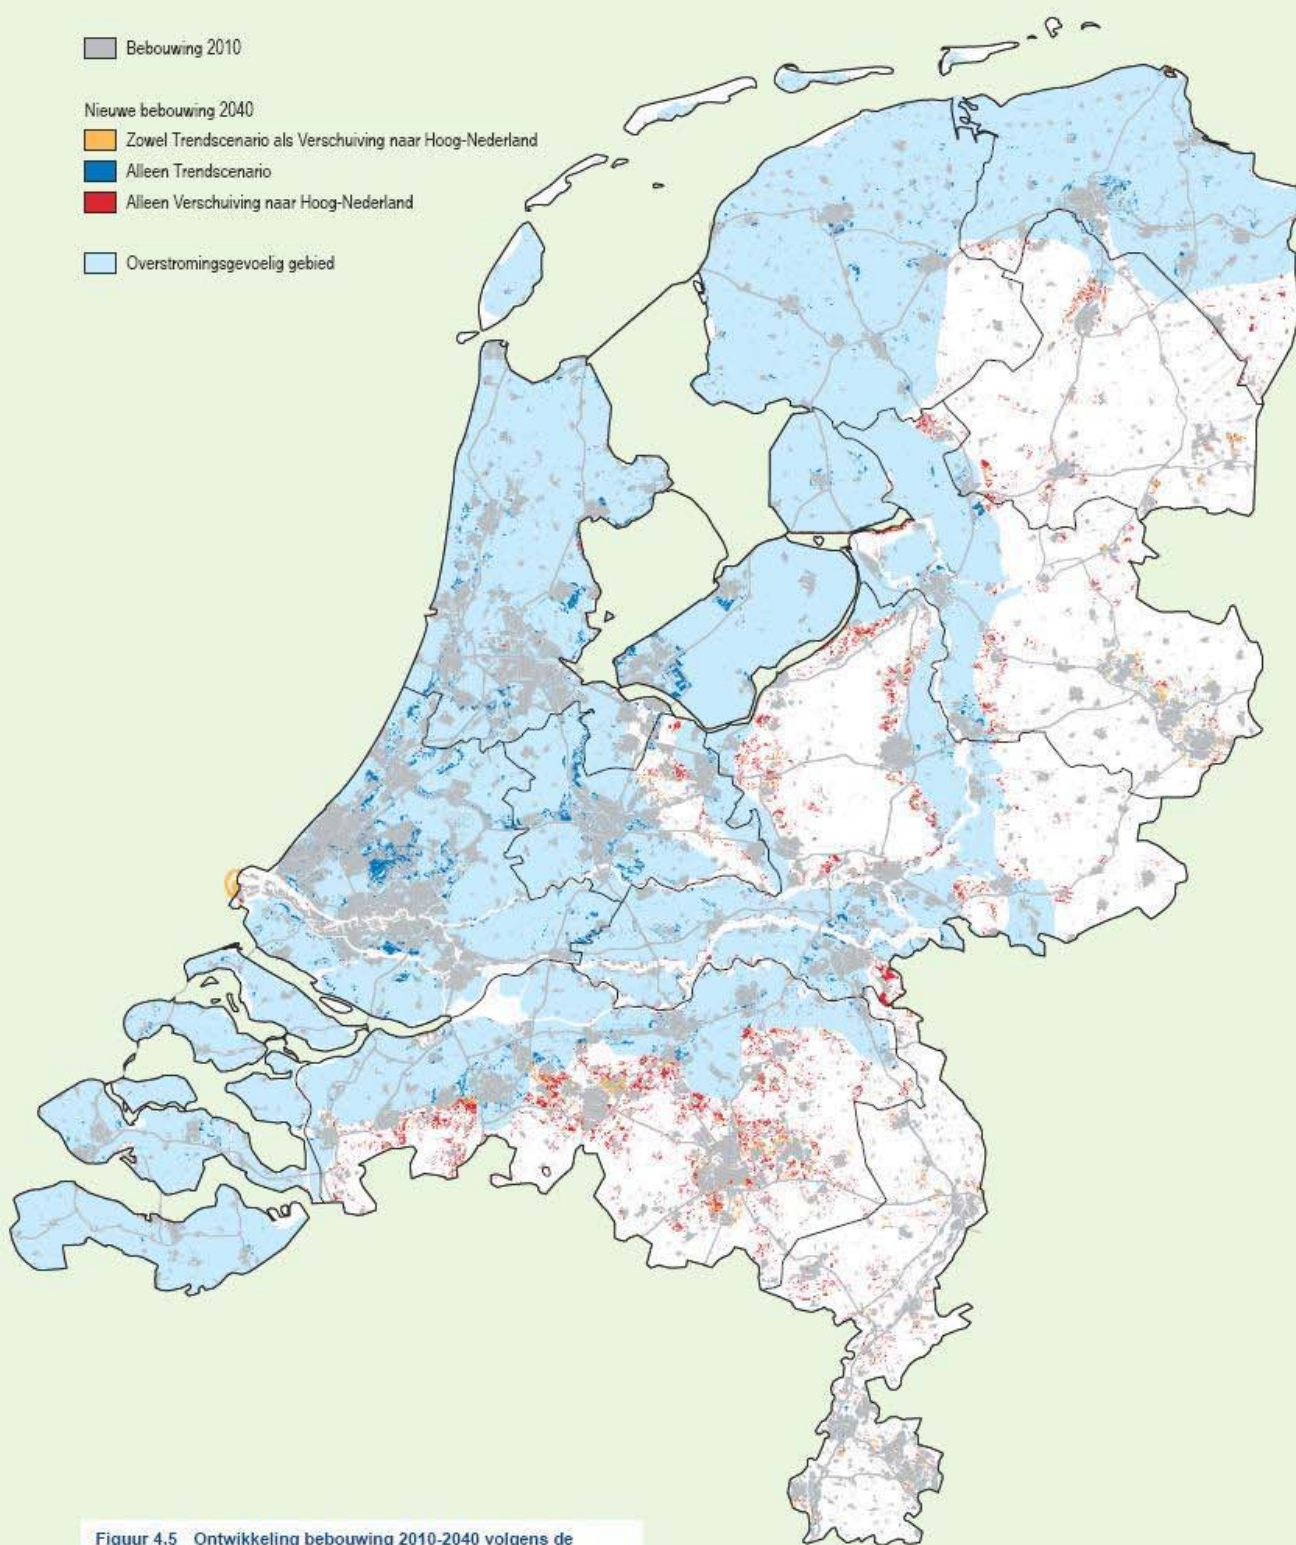 Bebouwing 2010
Nieuwe bebouwing 2040
Zowel Trendscenario als Verschuiving naar Hoog-Nederland
Alleen Trendscenario
Alleen Verschuiving naar Hoog-Nederland
Overstromingsgevoelig gebied
Figuur 4.5 Ontwikkeling bebouwing 2010-2040 volgens de